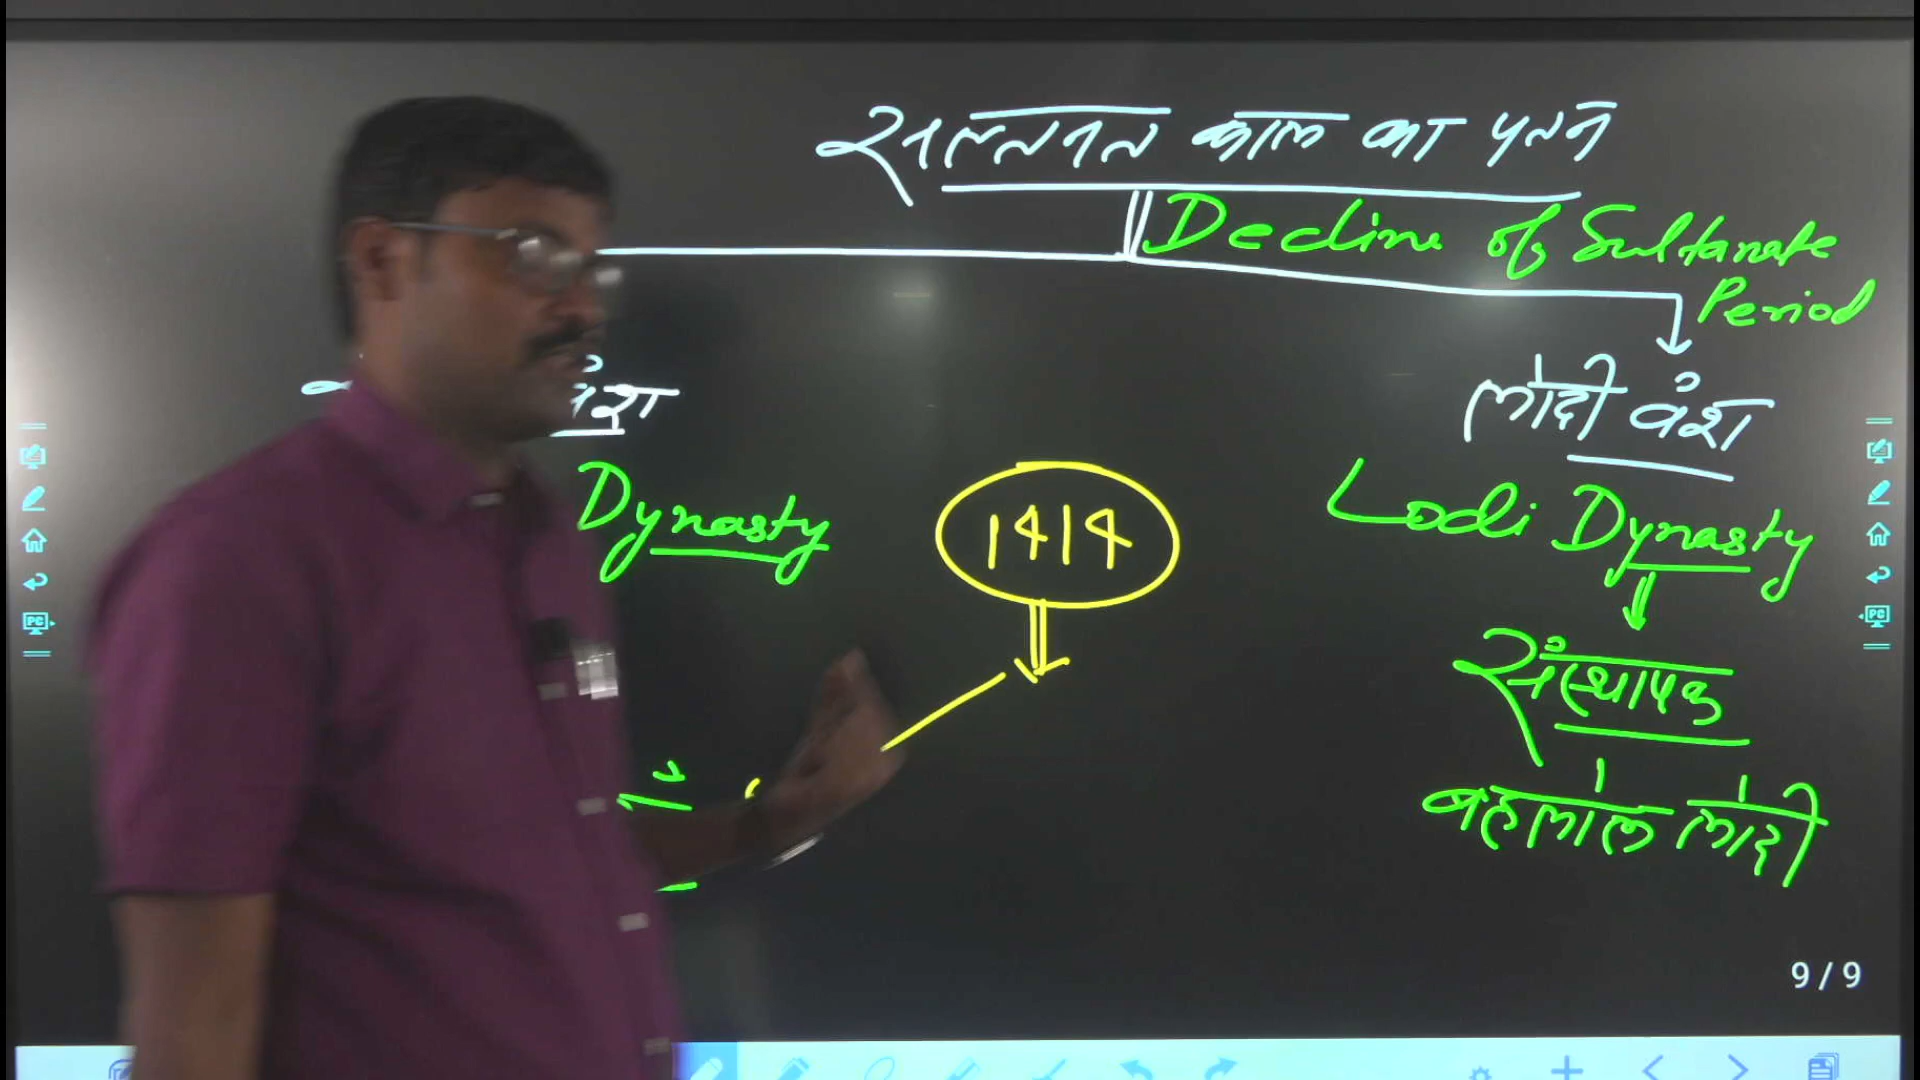 सल्तनत काल का पतन
Decline of Sultanate
Period
वंश
लोदी वंश
Dynasty
1414
Lodi Dynasty
संस्थापक
बहलोल लोदी
9 / 9